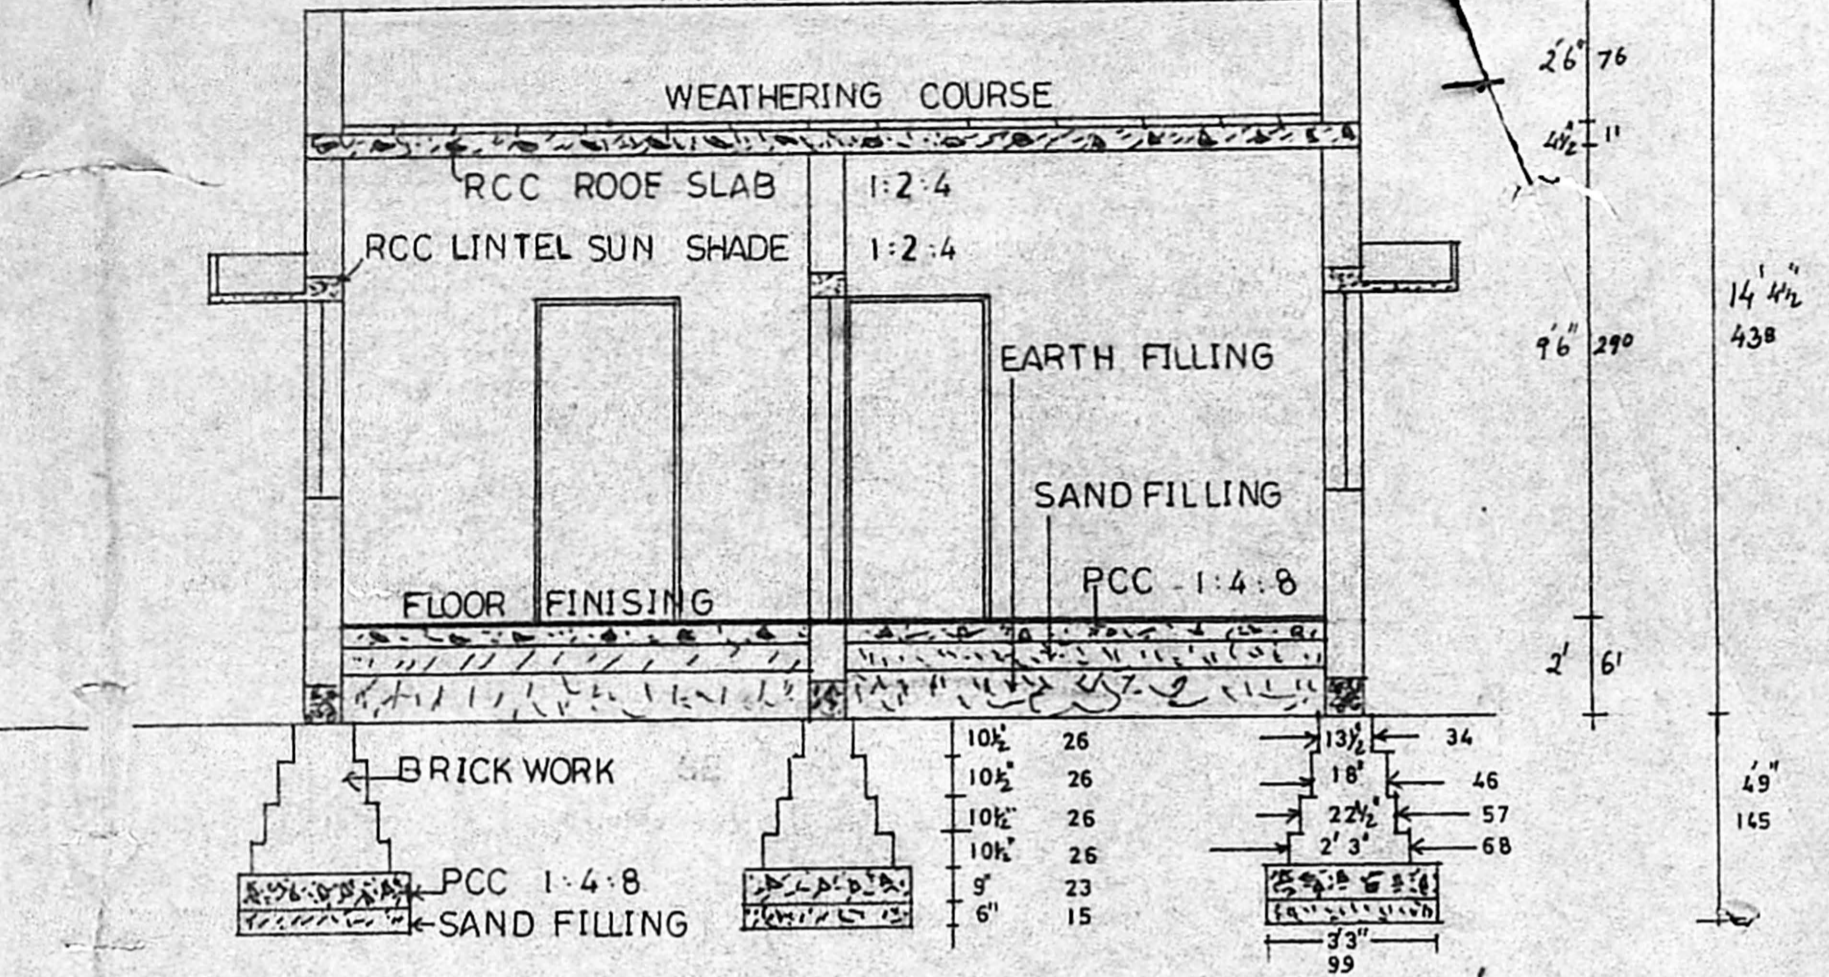 2'6" 76
WEATHERING COURSE
4½" 11
RCC ROOF SLAB 1:2:4
RCC LINTEL SUN SHADE 1:2:4
14' 4½"
438
9'6" 290
EARTH FILLING
SAND FILLING
PCC - 1:4:8
FLOOR FINISING
2' 61
BRICK WORK
10½" 26
10½" 26
10½" 26
10½" 26
9" 23
6" 15
13½" 34
18" 46
22½" 57
2' 3" 68
4'9"
145
PCC 1:4:8
SAND FILLING
3'3"
99